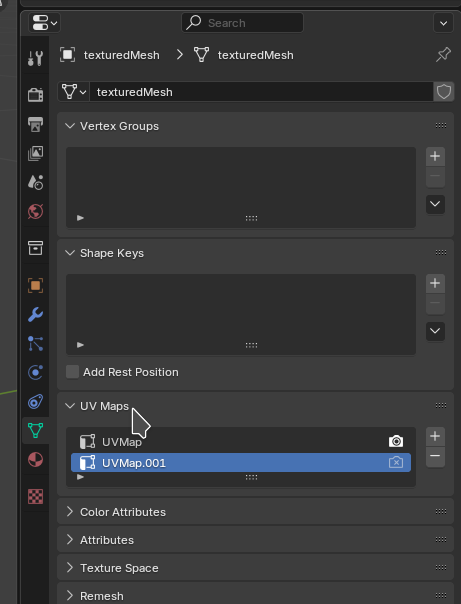 Search
texturedMesh texturedMesh
texturedMesh
Vertex Groups
Shape Keys
Add Rest Position
UV Maps
UVMap
UVMap.001
Color Attributes
Attributes
Texture Space
Remesh